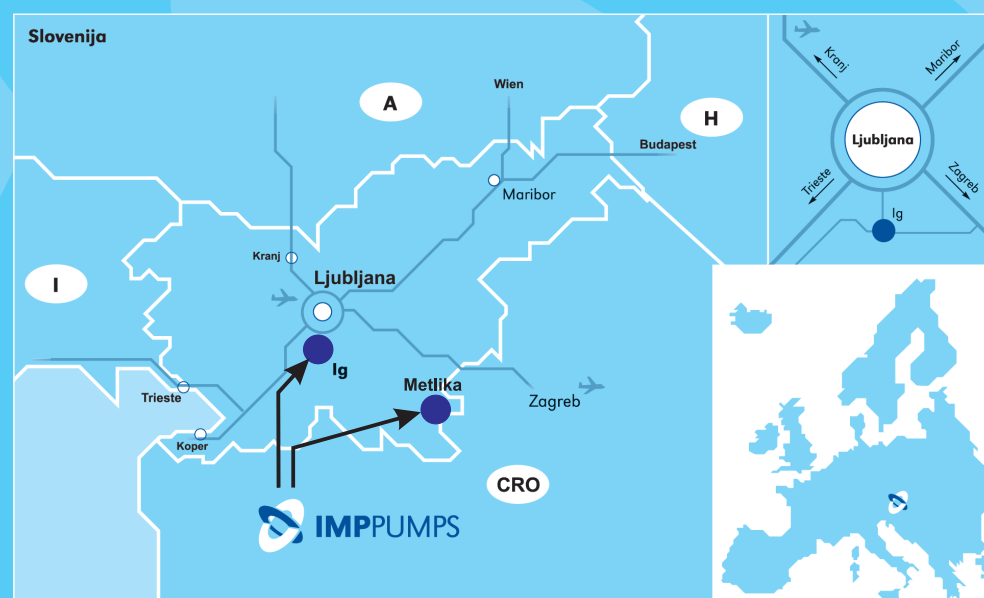 Slovenija
A
Wien
H
Budapest
Maribor
Kranj
Ljubljana
I
Ig
Metlika
Trieste
Zagreb
Koper
CRO
IMPPUMPS
Kranj
Maribor
Ljubljana
Trieste
Zagreb
Ig